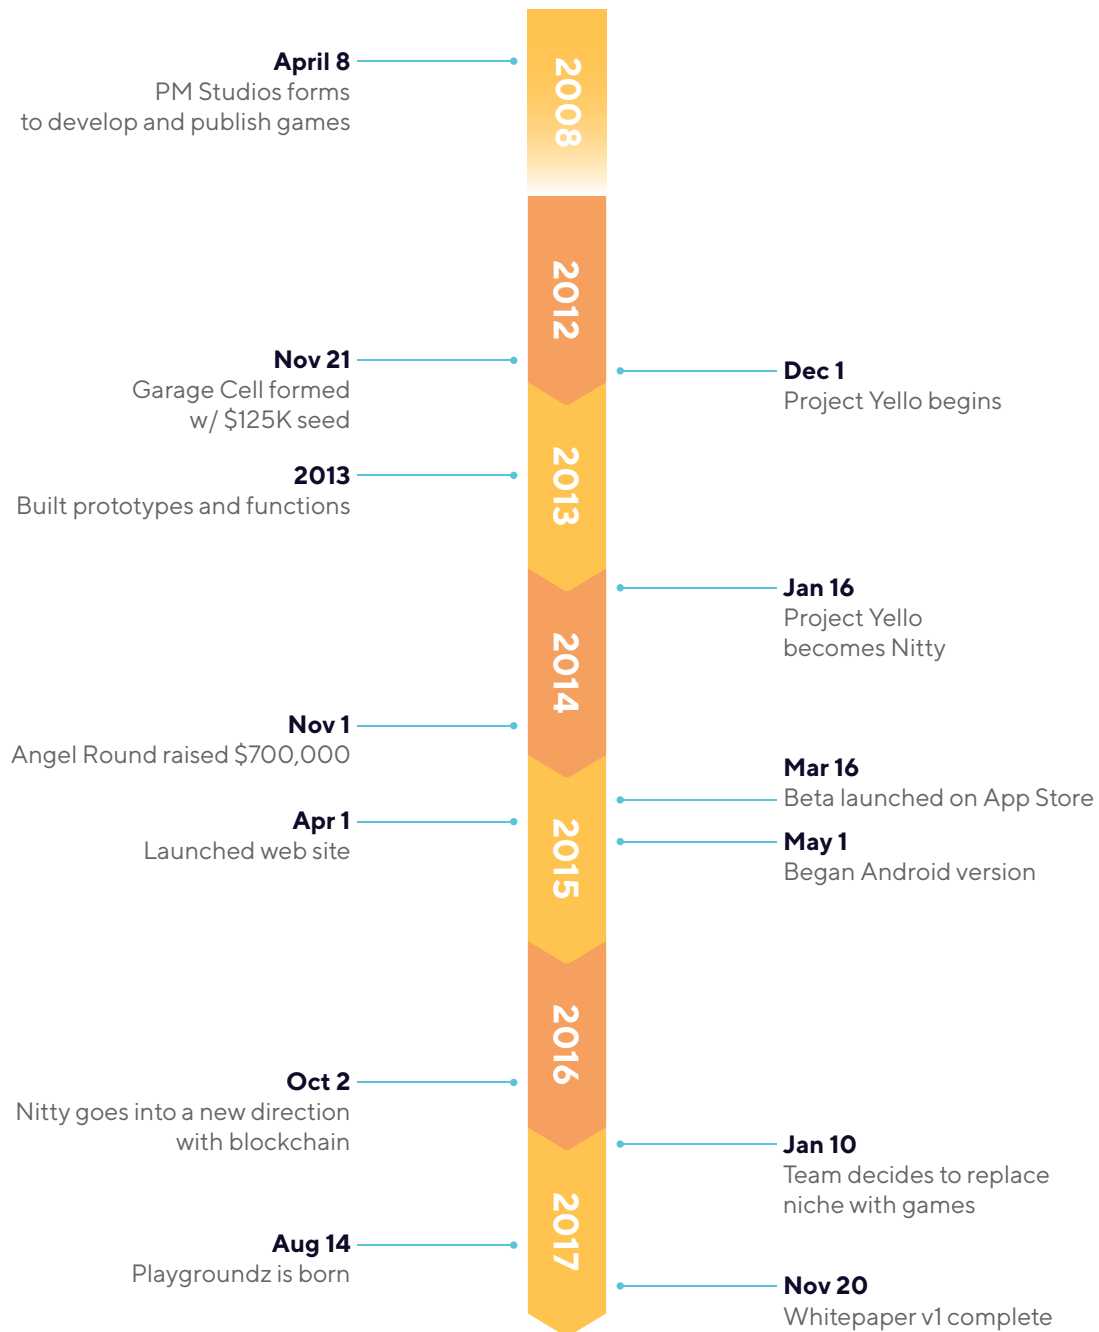 2008
April 8
PM Studios forms
to develop and publish games
2012
Nov 21
Garage Cell formed
w/ $125K seed
Dec 1
Project Yello begins
2013
2013
Built prototypes and functions
2014
Jan 16
Project Yello
becomes Nitty
Nov 1
Angel Round raised $700,000
2015
Mar 16
Beta launched on App Store
Apr 1
Launched web site
May 1
Began Android version
2016
Oct 2
Nitty goes into a new direction
with blockchain
2017
Jan 10
Team decides to replace
niche with games
Aug 14
Playgroundz is born
Nov 20
Whitepaper v1 complete